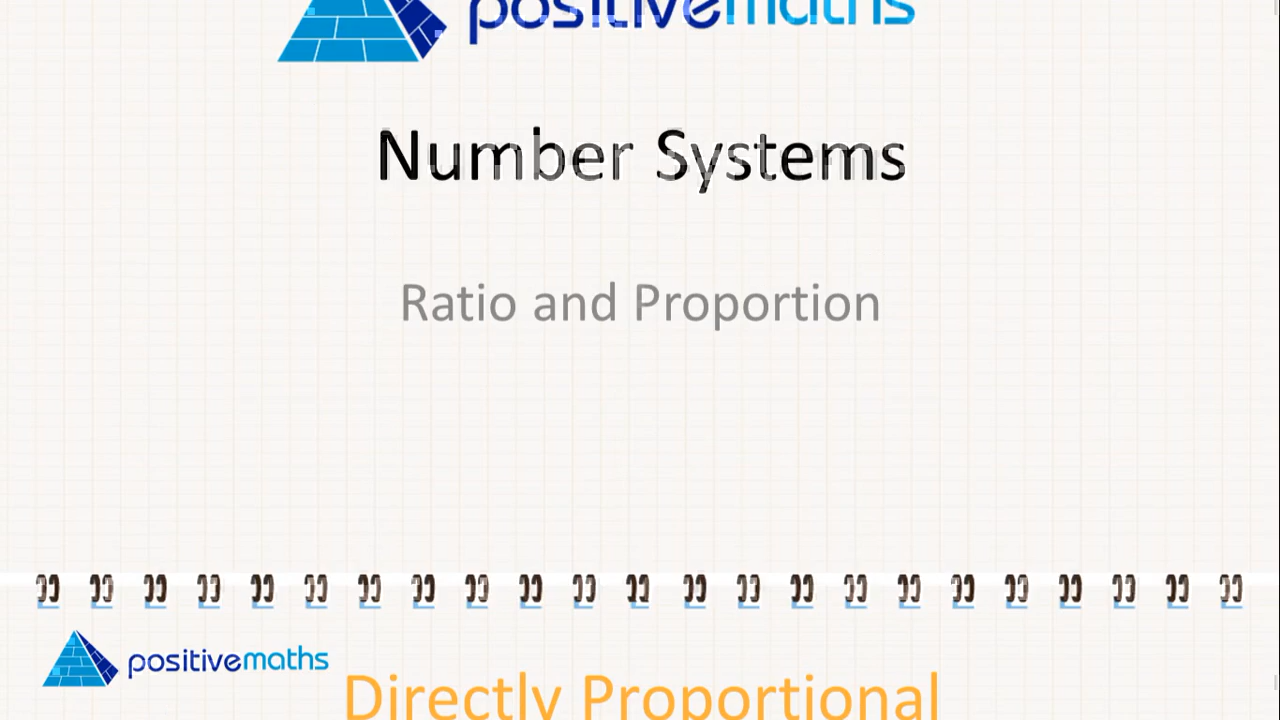 positivemaths
Number Systems
Ratio and Proportion
positivemaths
Directly Proportional